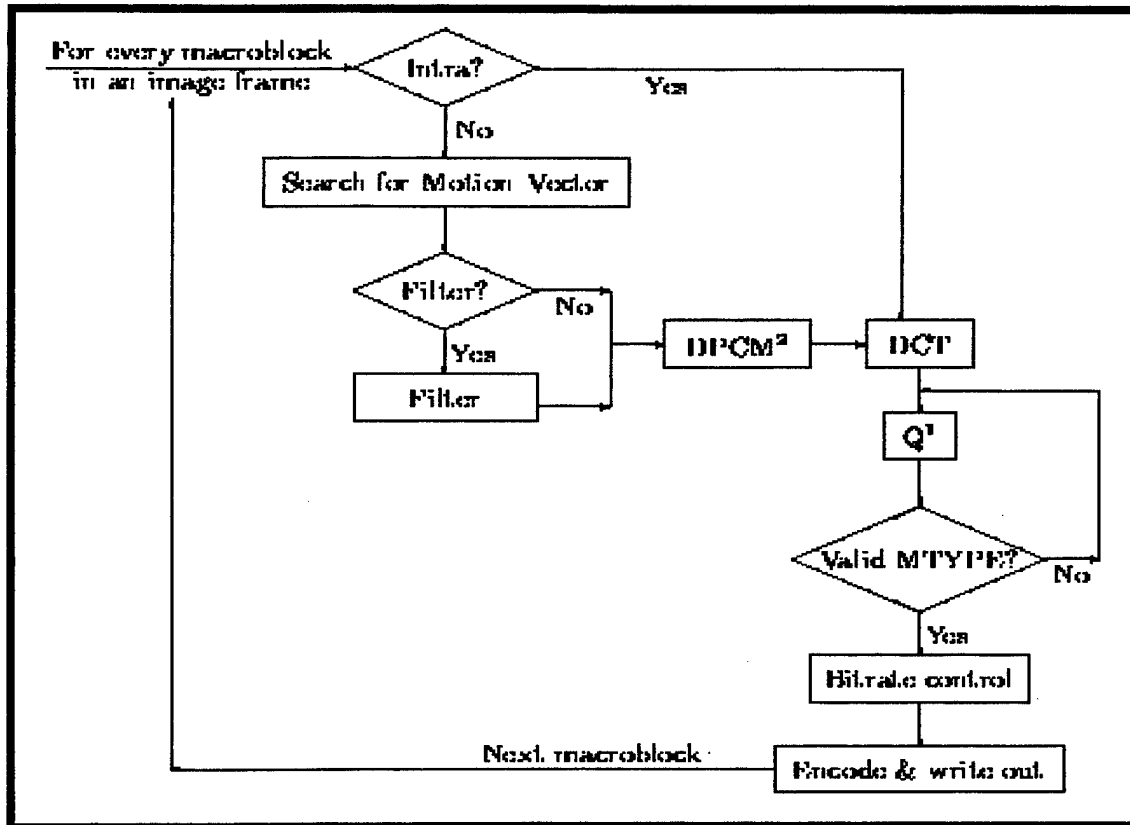 For every macroblock
in an image frame
Intra?
Yes
No
Search for Motion Vector
Filter?
No
Yes
Filter
DPCM²
DCT
Q¹
Valid MTYPE?
No
Yes
Bitrate control
Next macroblock
Encode & write out